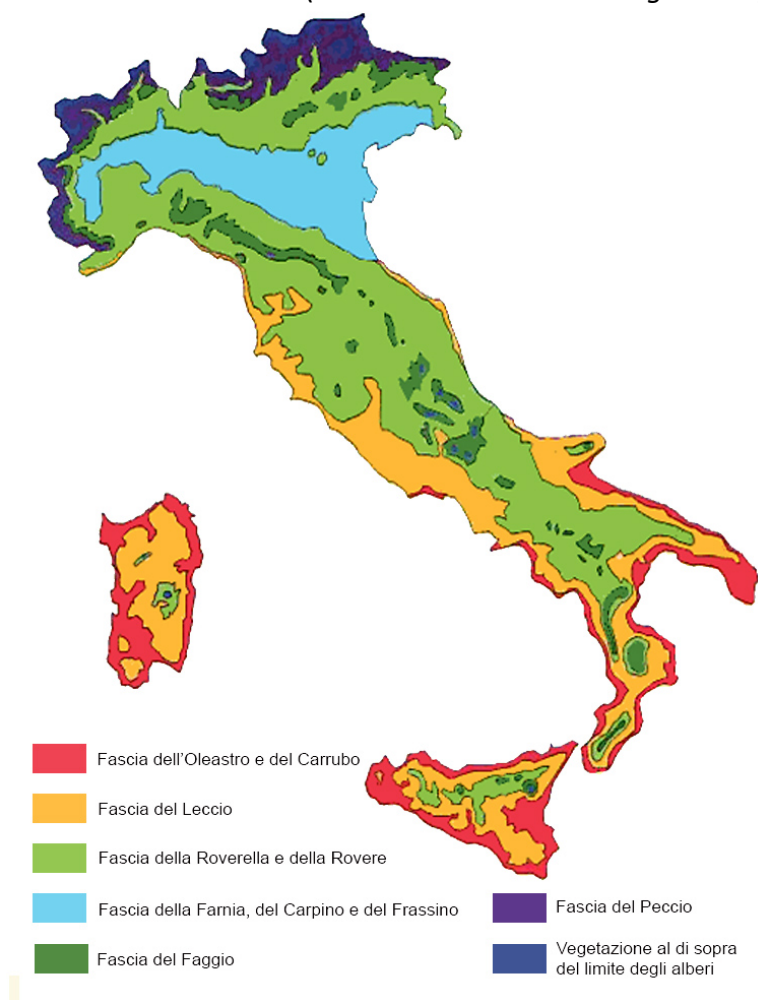 Fascia dell'Oleastro e del Carrubo
Fascia del Leccio
Fascia della Roverella e della Rovere
Fascia della Farnia, del Carpino e del Frassino
Fascia del Faggio
Fascia del Peccio
Vegetazione al di sopra
del limite degli alberi